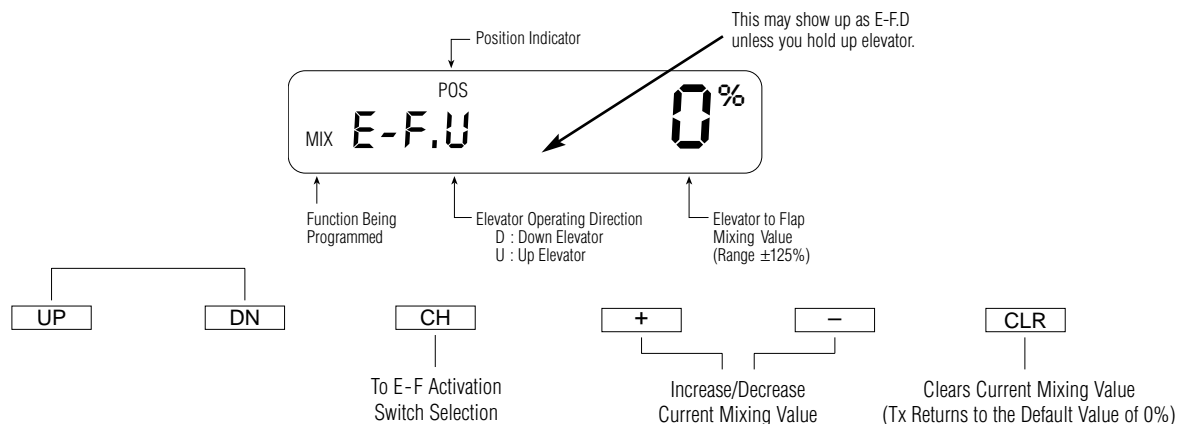 This may show up as E-F.D
unless you hold up elevator.
Position Indicator
POS
MIX E-F.U 0%
Function Being
Programmed
Elevator Operating Direction
D : Down Elevator
U : Up Elevator
Elevator to Flap
Mixing Value
(Range ±125%)
UP DN CH + – CLR
To E-F Activation
Switch Selection
Increase/Decrease
Current Mixing Value
Clears Current Mixing Value
(Tx Returns to the Default Value of 0%)